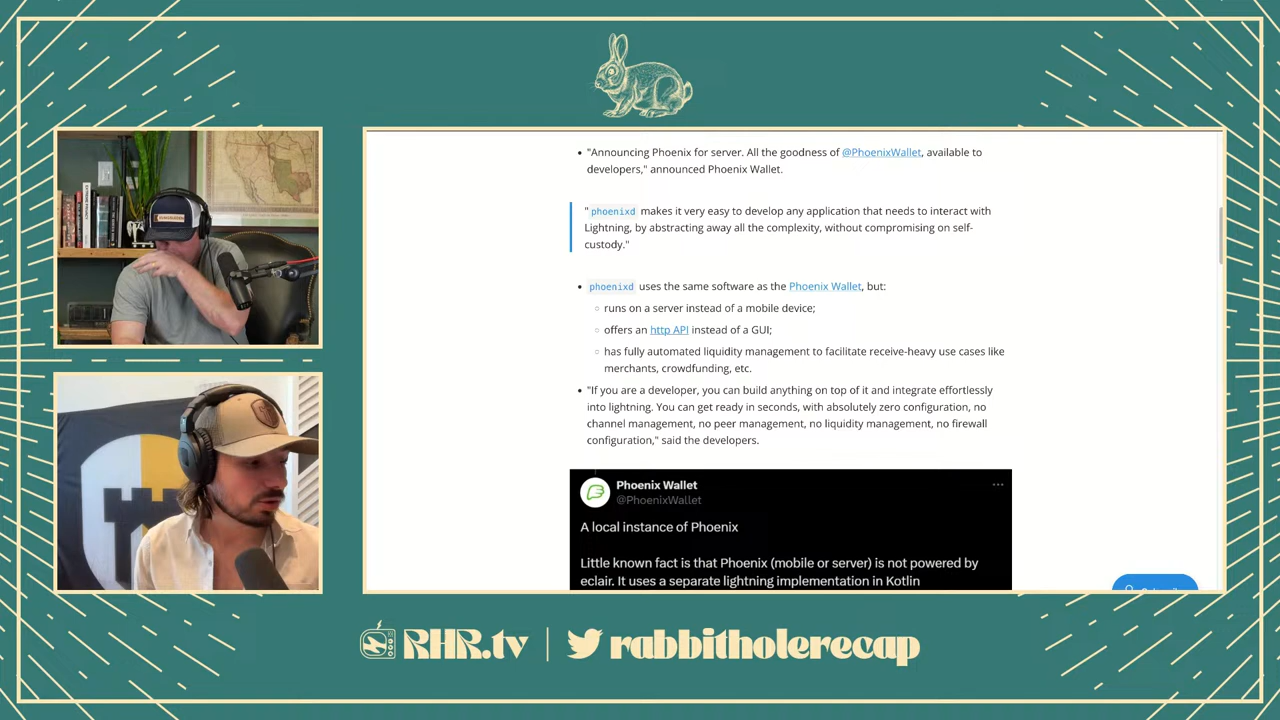 • "Announcing Phoenix for server. All the goodness of @PhoenixWallet, available to
developers," announced Phoenix Wallet.
"phoenixd makes it very easy to develop any application that needs to interact with
Lightning, by abstracting away all the complexity, without compromising on self-
custody."
• phoenixd uses the same software as the Phoenix Wallet, but:
◦ runs on a server instead of a mobile device;
◦ offers an http API instead of a GUI;
◦ has fully automated liquidity management to facilitate receive-heavy use cases like
merchants, crowdfunding, etc.
• "If you are a developer, you can build anything on top of it and integrate effortlessly
into lightning. You can get ready in seconds, with absolutely zero configuration, no
channel management, no peer management, no liquidity management, no firewall
configuration," said the developers.
Phoenix Wallet
@PhoenixWallet
A local instance of Phoenix
Little known fact is that Phoenix (mobile or server) is not powered by
eclair. It uses a separate lightning implementation in Kotlin
RHR.tv | rabbitholerecap